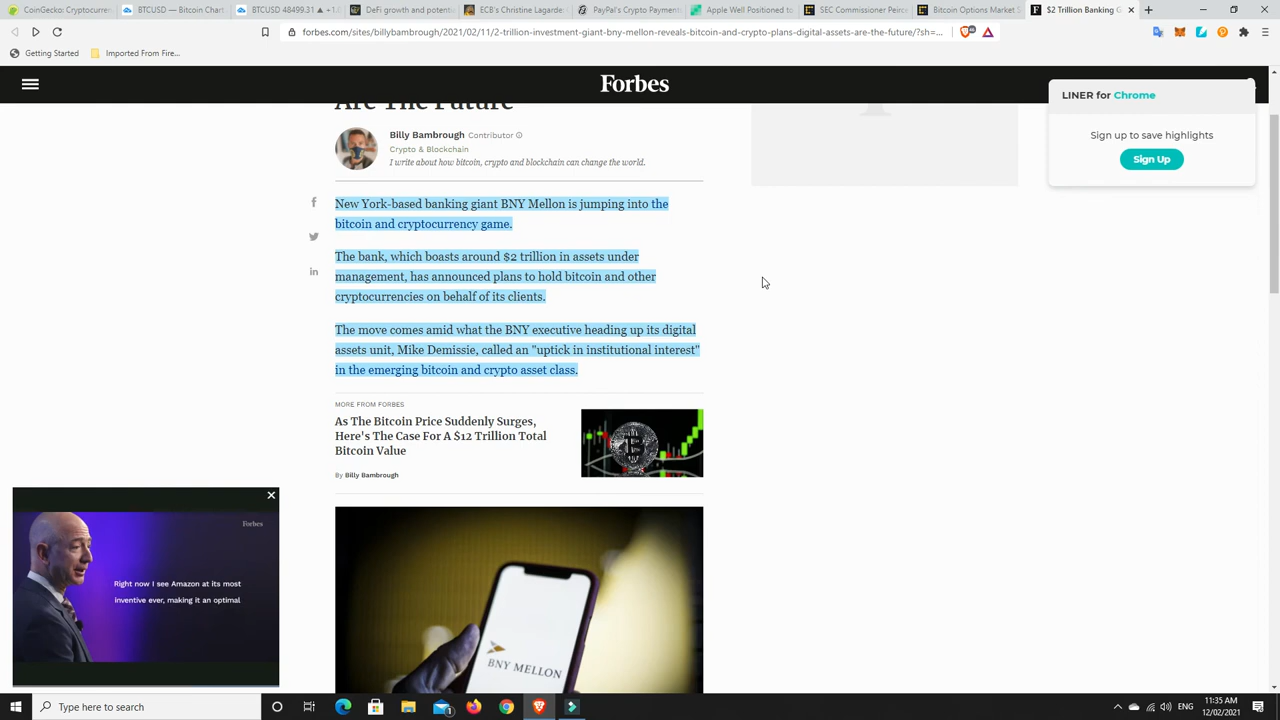 CoinGecko: Cryptocurren
BTCUSD — Bitcoin Chart
BTCUSD 48499.31 ▲ +1.
DeFi growth and potenti
ECB's Christine Lagarde:
PayPal's Crypto Payment
Apple Well Positioned to
SEC Commissioner Peirce
Bitcoin Options Market S
$2 Trillion Banking G
forbes.com/sites/billybambrough/2021/02/11/2-trillion-investment-giant-bny-mellon-reveals-bitcoin-and-crypto-plans-digital-assets-are-the-future/?sh=...
Getting Started
Imported From Fire...
Forbes
LINER for Chrome
Sign up to save highlights
Sign Up
Are The Future
Billy Bambrough Contributor
Crypto & Blockchain
I write about how bitcoin, crypto and blockchain can change the world.
New York-based banking giant BNY Mellon is jumping into the
bitcoin and cryptocurrency game.
The bank, which boasts around $2 trillion in assets under
management, has announced plans to hold bitcoin and other
cryptocurrencies on behalf of its clients.
The move comes amid what the BNY executive heading up its digital
assets unit, Mike Demissie, called an "uptick in institutional interest"
in the emerging bitcoin and crypto asset class.
MORE FROM FORBES
As The Bitcoin Price Suddenly Surges,
Here's The Case For A $12 Trillion Total
Bitcoin Value
By Billy Bambrough
Forbes
Right now I see Amazon at its most
inventive ever, making it an optimal
BNY MELLON
Type here to search
ENG
11:35 AM
12/02/2021